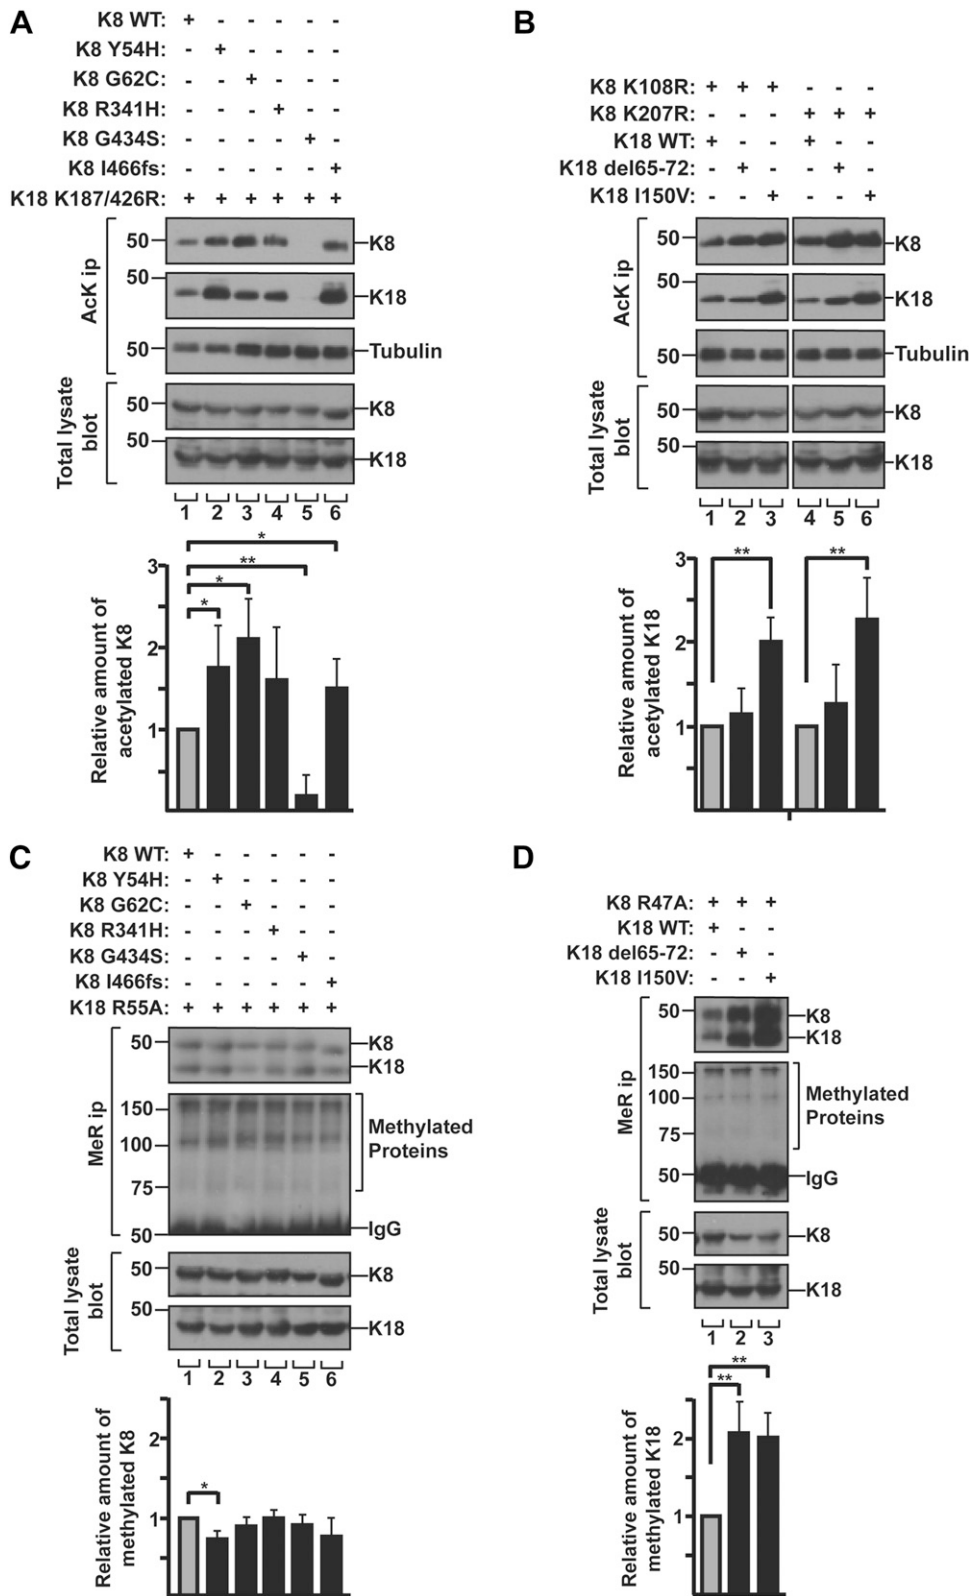 A
K8 WT: + - - - - -
K8 Y54H: - + - - - -
K8 G62C: - - + - - -
K8 R341H: - - - + - -
K8 G434S: - - - - + -
K8 I466fs: - - - - - +
K18 K187/426R: + + + + + +
AcK ip
50 K8
50 K18
50 Tubulin
Total lysate
blot
50 K8
50 K18
1 2 3 4 5 6
Relative amount of
acetylated K8
3
2
1
*
**
*
*
B
K8 K108R: + + + - - -
K8 K207R: - - - + + +
K18 WT: + - - + - -
K18 del65-72: - + - - + -
K18 I150V: - - + - - +
AcK ip
50 K8
50 K18
50 Tubulin
Total lysate
blot
50 K8
50 K18
1 2 3 4 5 6
Relative amount of
acetylated K18
3
2
1
** **
C
K8 WT: + - - - - -
K8 Y54H: - + - - - -
K8 G62C: - - + - - -
K8 R341H: - - - + - -
K8 G434S: - - - - + -
K8 I466fs: - - - - - +
K18 R55A: + + + + + +
MeR ip
50 K8
K18
150
100
75
50
Methylated
Proteins
IgG
Total lysate
blot
50 K8
50 K18
1 2 3 4 5 6
Relative amount of
methylated K8
2
1
*
D
K8 R47A: + + +
K18 WT: + - -
K18 del65-72: - + -
K18 I150V: - - +
MeR ip
50 K8
K18
150
100
75
50
Methylated
Proteins
IgG
Total lysate
blot
50 K8
50 K18
1 2 3
Relative amount of
methylated K18
2
1
**
**